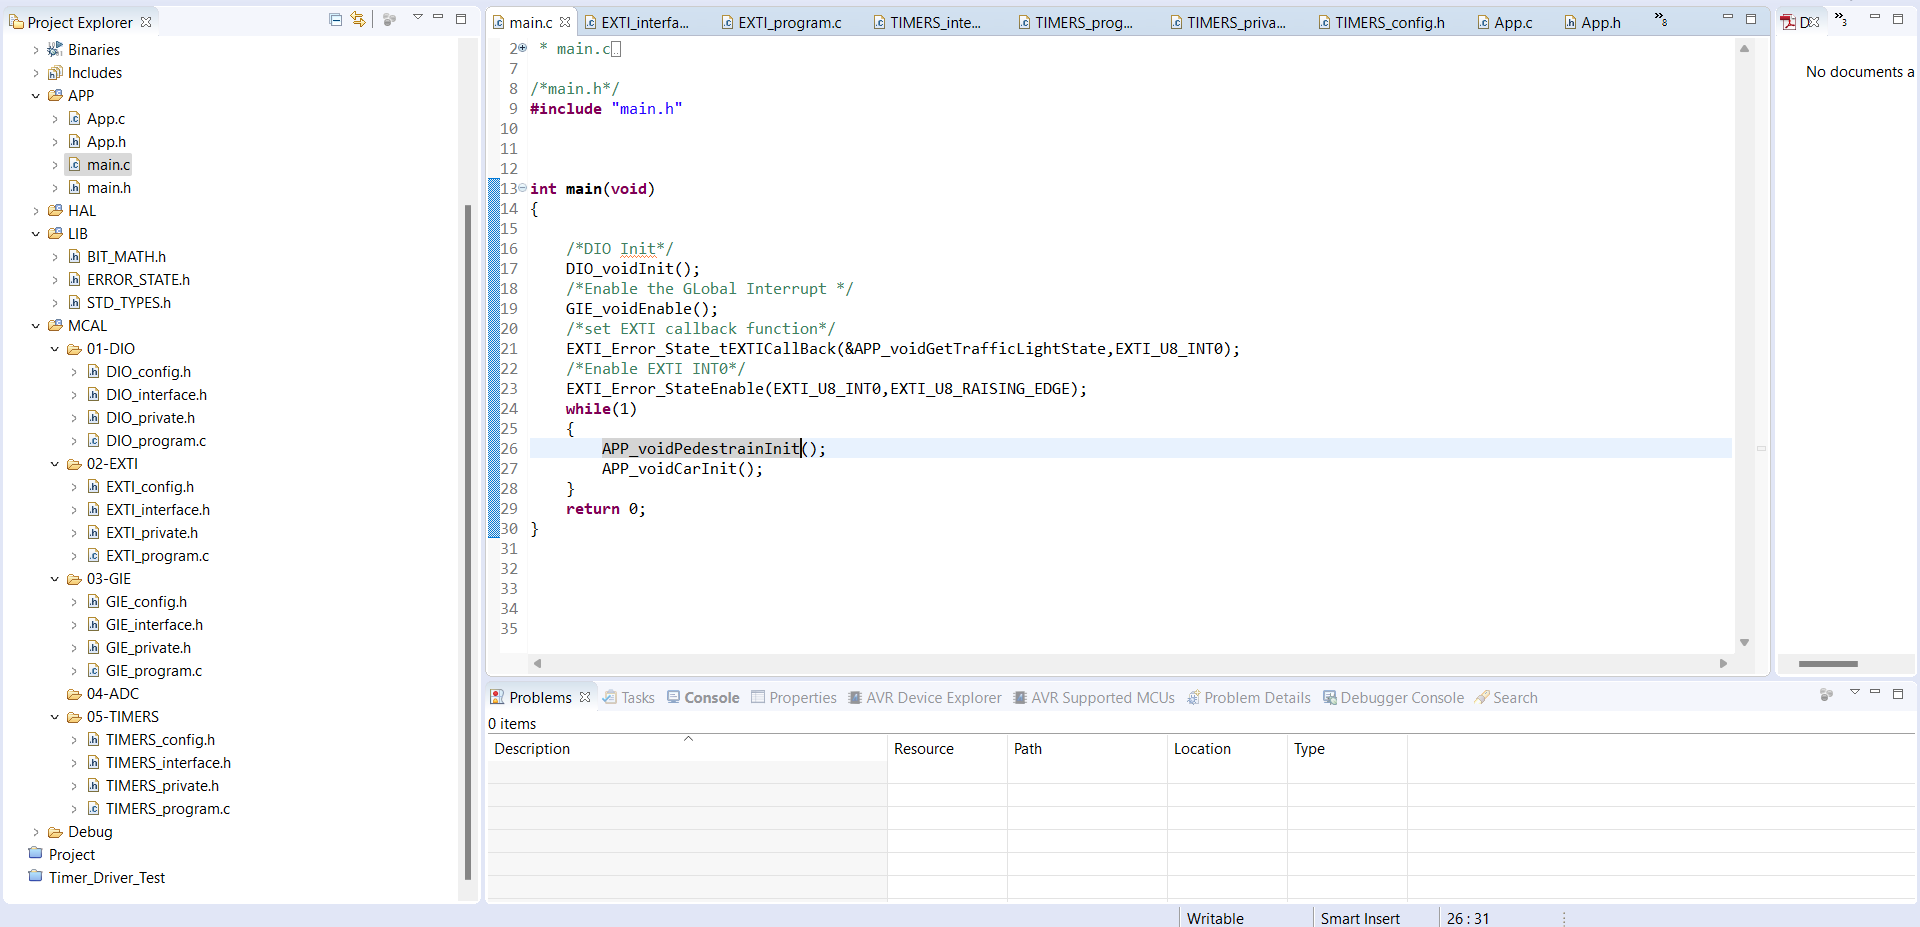 Project Explorer
Binaries
Includes
APP
App.c
App.h
main.c
main.h
HAL
LIB
BIT_MATH.h
ERROR_STATE.h
STD_TYPES.h
MCAL
01-DIO
DIO_config.h
DIO_interface.h
DIO_private.h
DIO_program.c
02-EXTI
EXTI_config.h
EXTI_interface.h
EXTI_private.h
EXTI_program.c
03-GIE
GIE_config.h
GIE_interface.h
GIE_private.h
GIE_program.c
04-ADC
05-TIMERS
TIMERS_config.h
TIMERS_interface.h
TIMERS_private.h
TIMERS_program.c
Debug
Project
Timer_Driver_Test
main.c EXTI_interfa... EXTI_program.c TIMERS_inte... TIMERS_prog... TIMERS_priva... TIMERS_config.h App.c App.h »8
2 * main.c
7
8 /*main.h*/
9 #include "main.h"
10
11
12
13 int main(void)
14 {
15
16 /*DIO Init*/
17 DIO_voidInit();
18 /*Enable the GLobal Interrupt */
19 GIE_voidEnable();
20 /*set EXTI callback function*/
21 EXTI_Error_State_tEXTICallBack(&APP_voidGetTrafficLightState,EXTI_U8_INT0);
22 /*Enable EXTI INT0*/
23 EXTI_Error_StateEnable(EXTI_U8_INT0,EXTI_U8_RAISING_EDGE);
24 while(1)
25 {
26 APP_voidPedestrainInit();
27 APP_voidCarInit();
28 }
29 return 0;
30 }
31
32
33
34
35
D »3
No documents a
Problems Tasks Console Properties AVR Device Explorer AVR Supported MCUs Problem Details Debugger Console Search
0 items
Description Resource Path Location Type
Writable Smart Insert 26 : 31